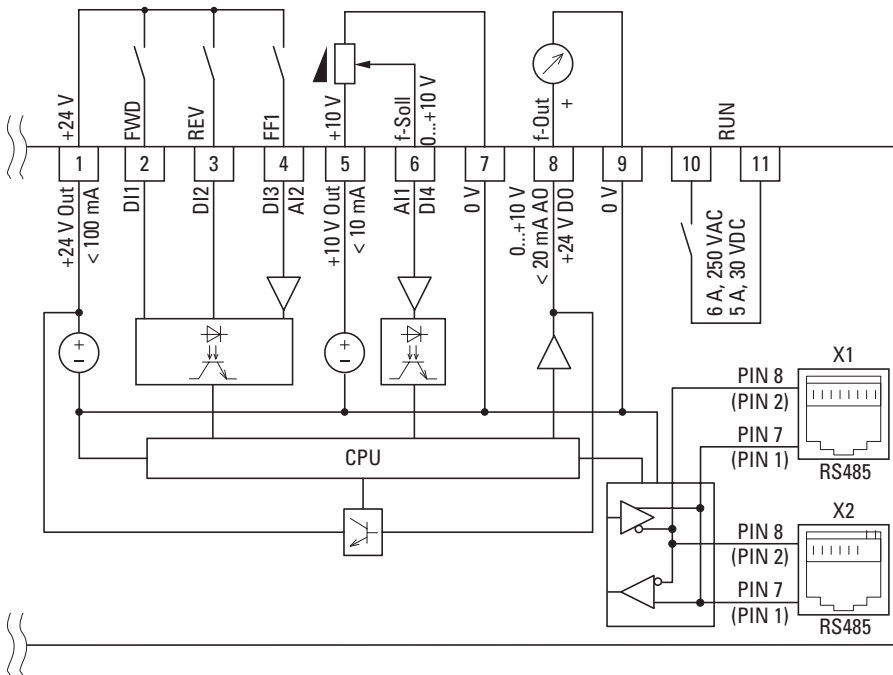 +24 V
FWD
REV
FF1
+10 V
f-Soll
0...+10 V
f-Out
+
RUN
1
2
3
4
5
6
7
8
9
10
11
+24 V Out
< 100 mA
DI1
DI2
DI3
AI2
+10 V Out
< 10 mA
AI1
DI4
0 V
0...+10 V
< 20 mA AO
+24 V DO
0 V
6 A, 250 VAC
5 A, 30 VDC
+
−
+
−
X1
PIN 8
(PIN 2)
PIN 7
(PIN 1)
RS485
CPU
X2
PIN 8
(PIN 2)
PIN 7
(PIN 1)
RS485